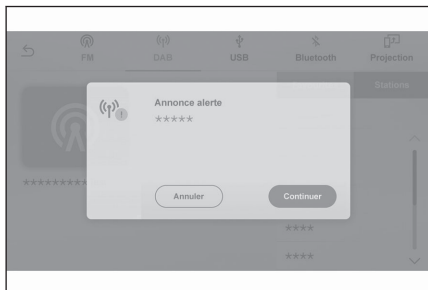 FM
DAB
USB
Bluetooth
Projection
Stations
Annonce alerte
*****
**********
Annuler
Continuer
****
****